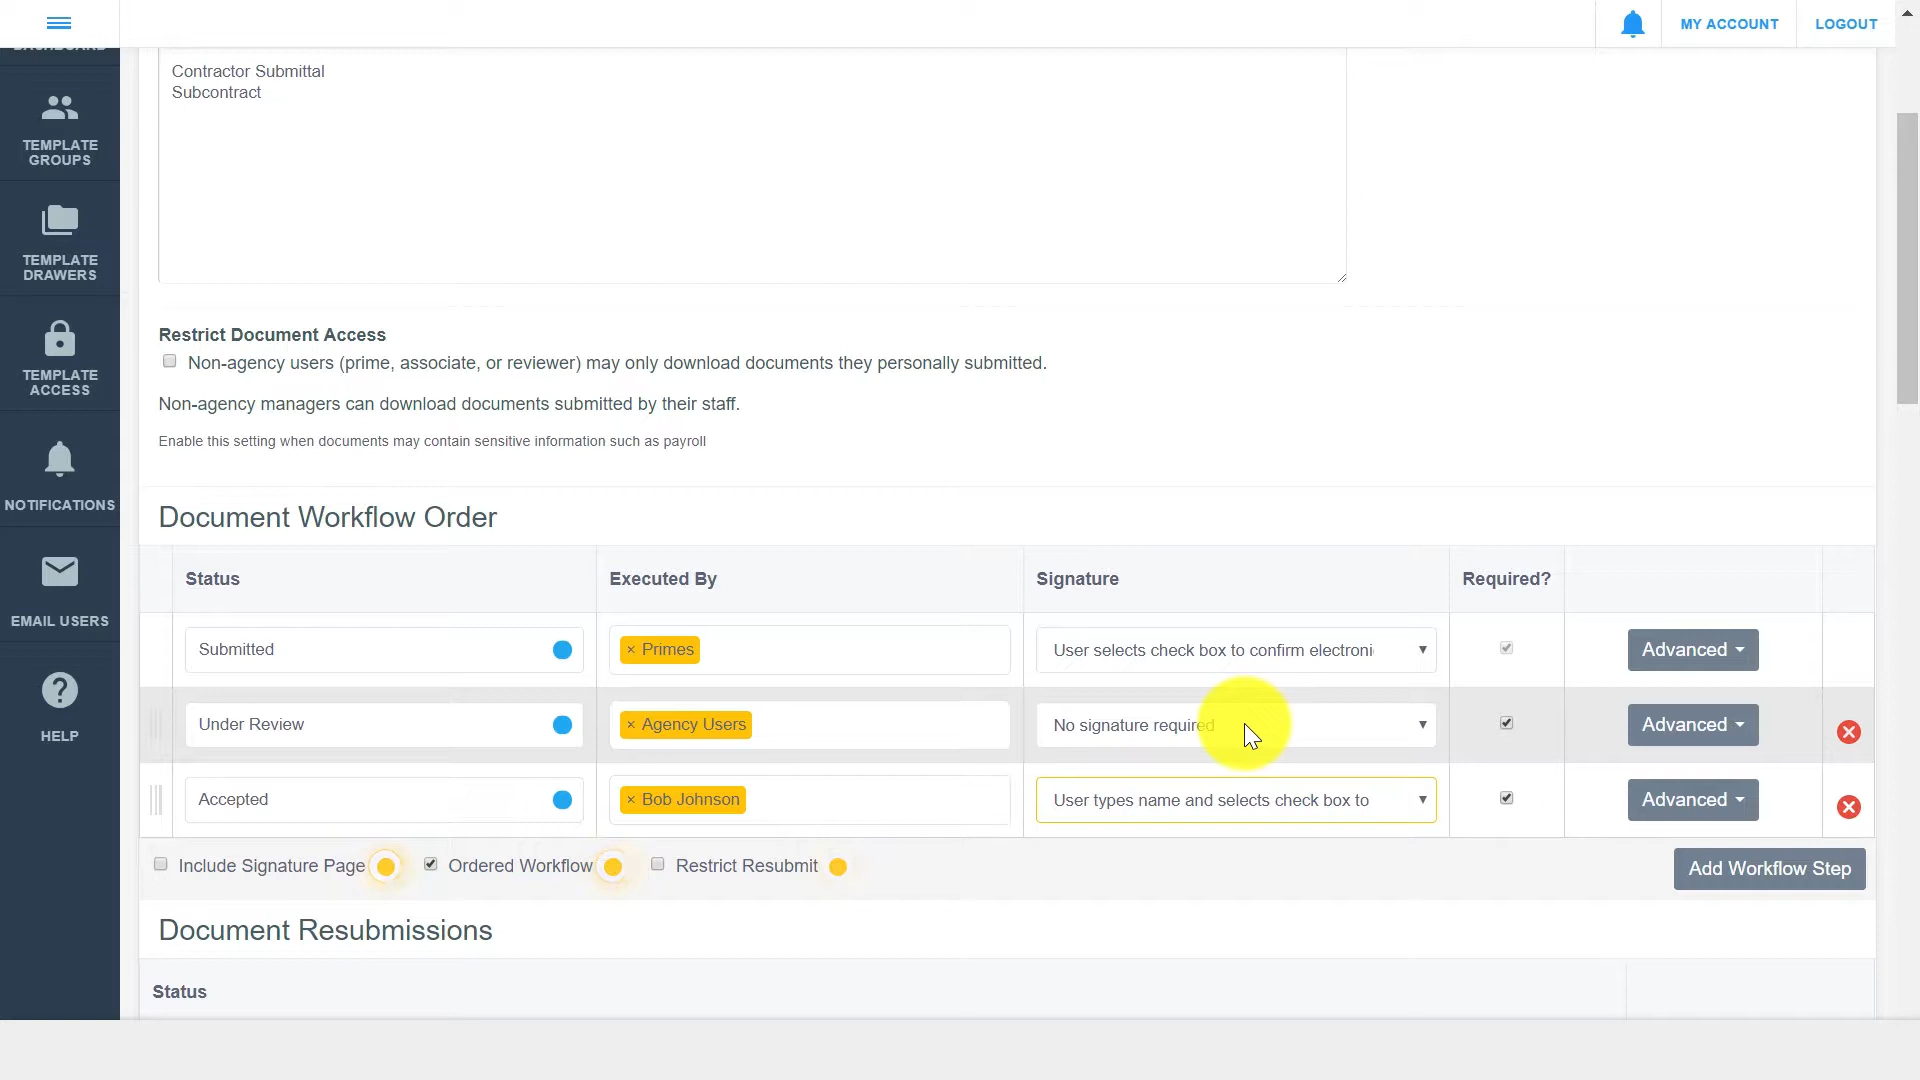 MY ACCOUNT
LOGOUT
DASHBOARD
TEMPLATE
GROUPS
TEMPLATE
DRAWERS
TEMPLATE
ACCESS
NOTIFICATIONS
EMAIL USERS
HELP
Contractor Submittal
Subcontract
Restrict Document Access
Non-agency users (prime, associate, or reviewer) may only download documents they personally submitted.
Non-agency managers can download documents submitted by their staff.
Enable this setting when documents may contain sensitive information such as payroll
Document Workflow Order
Status Executed By Signature Required?
Submitted × Primes User selects check box to confirm electroni Advanced
Under Review × Agency Users No signature required Advanced
Accepted × Bob Johnson User types name and selects check box to Advanced
Include Signature Page Ordered Workflow Restrict Resubmit Add Workflow Step
Document Resubmissions
Status